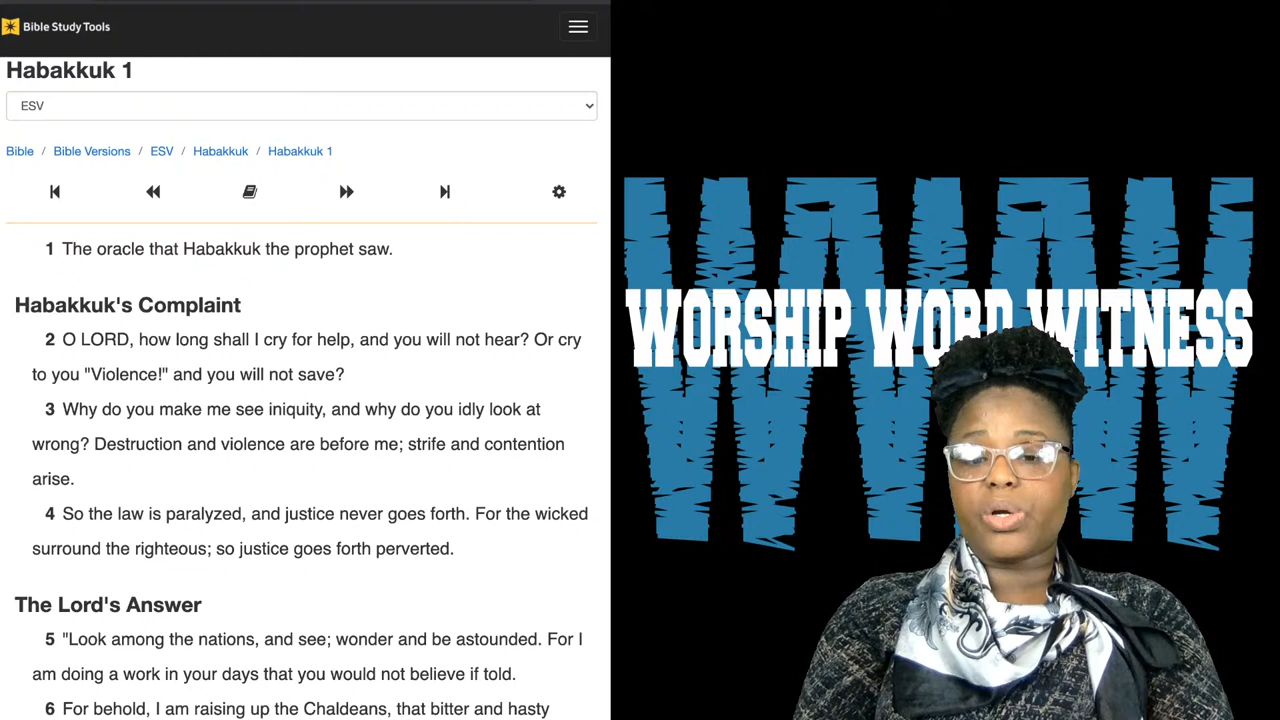 Bible Study Tools
Habakkuk 1
ESV
Bible / Bible Versions / ESV / Habakkuk / Habakkuk 1
1 The oracle that Habakkuk the prophet saw.
Habakkuk's Complaint
2 O LORD, how long shall I cry for help, and you will not hear? Or cry
to you "Violence!" and you will not save?
3 Why do you make me see iniquity, and why do you idly look at
wrong? Destruction and violence are before me; strife and contention
arise.
4 So the law is paralyzed, and justice never goes forth. For the wicked
surround the righteous; so justice goes forth perverted.
The Lord's Answer
5 "Look among the nations, and see; wonder and be astounded. For I
am doing a work in your days that you would not believe if told.
6 For behold, I am raising up the Chaldeans, that bitter and hasty
WWW
WORSHIP WORD WITNESS